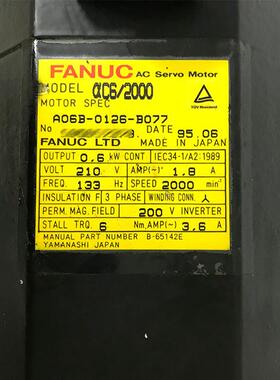 FANUC AC Servo Motor
MODEL αC6/2000
MOTOR SPEC
TÜV Rheinland
A06B-0126-B077
No DATE 95.06
FANUC LTD MADE IN JAPAN
OUTPUT 0,6 kW CONT IEC34-1/A2:1989
VOLT 210 V AMP(~) 1,8 A
FREQ. 133 Hz SPEED 2000 min⁻¹
INSULATION F 3 PHASE WINDING CONN. 人
PERM. MAG. FIELD 200 V INVERTER
STALL TRQ. 6 Nm,AMP(~) 3,6 A
MANUAL PART NUMBER B-65142E
YAMANASHI JAPAN